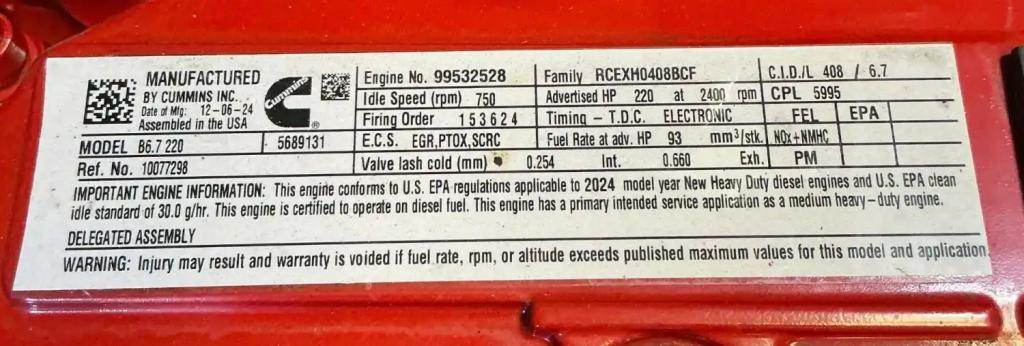 MANUFACTURED
BY CUMMINS INC..
Date of Mfg: 12-06-24
Assembled in the USA
Cummins
®
MODEL B6.7 220 5689131
Ref. No. 10077298
Engine No. 99532528 Family RCEXH0408BCF C.I.D./L 408 / 6.7
Idle Speed (rpm) 750 Advertised HP 220 at 2400 rpm CPL 5995
Firing Order 1 5 3 6 2 4 Timing - T.D.C. ELECTRONIC FEL EPA
E.C.S. EGR,PTOX,SCRC Fuel Rate at adv. HP 93 mm³/stk. NOx+NMHC
Valve lash cold (mm) 0.254 Int. 0.660 Exh. PM
IMPORTANT ENGINE INFORMATION: This engine conforms to U.S. EPA regulations applicable to 2024 model year New Heavy Duty diesel engines and U.S. EPA clean
idle standard of 30.0 g/hr. This engine is certified to operate on diesel fuel. This engine has a primary intended service application as a medium heavy-duty engine.
DELEGATED ASSEMBLY
WARNING: Injury may result and warranty is voided if fuel rate, rpm, or altitude exceeds published maximum values for this model and application